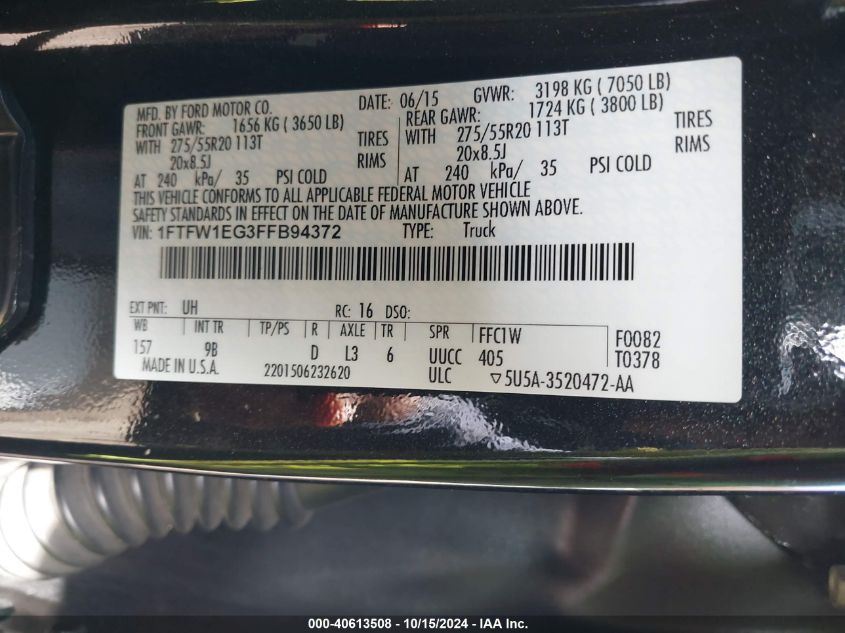 MFD. BY FORD MOTOR CO.
DATE: 06/15 GVWR: 3198 KG ( 7050 LB)
FRONT GAWR: 1656 KG ( 3650 LB)
REAR GAWR: 1724 KG ( 3800 LB)
WITH 275/55R20 113T TIRES
WITH 275/55R20 113T TIRES
20x8.5J RIMS
20x8.5J RIMS
AT 240 kPa/ 35 PSI COLD
AT 240 kPa/ 35 PSI COLD
THIS VEHICLE CONFORMS TO ALL APPLICABLE FEDERAL MOTOR VEHICLE
SAFETY STANDARDS IN EFFECT ON THE DATE OF MANUFACTURE SHOWN ABOVE.
VIN: 1FTFW1EG3FFB94372 TYPE: Truck
EXT PNT: UH RC: 16 DSO:
WB INT TR TP/PS R AXLE TR SPR FFC1W F0082
157 9B D L3 6 UUCC 405 T0378
MADE IN U.S.A. 2201506232620 ULC ▽5U5A-3520472-AA
000-40613508 - 10/15/2024 - IAA Inc.